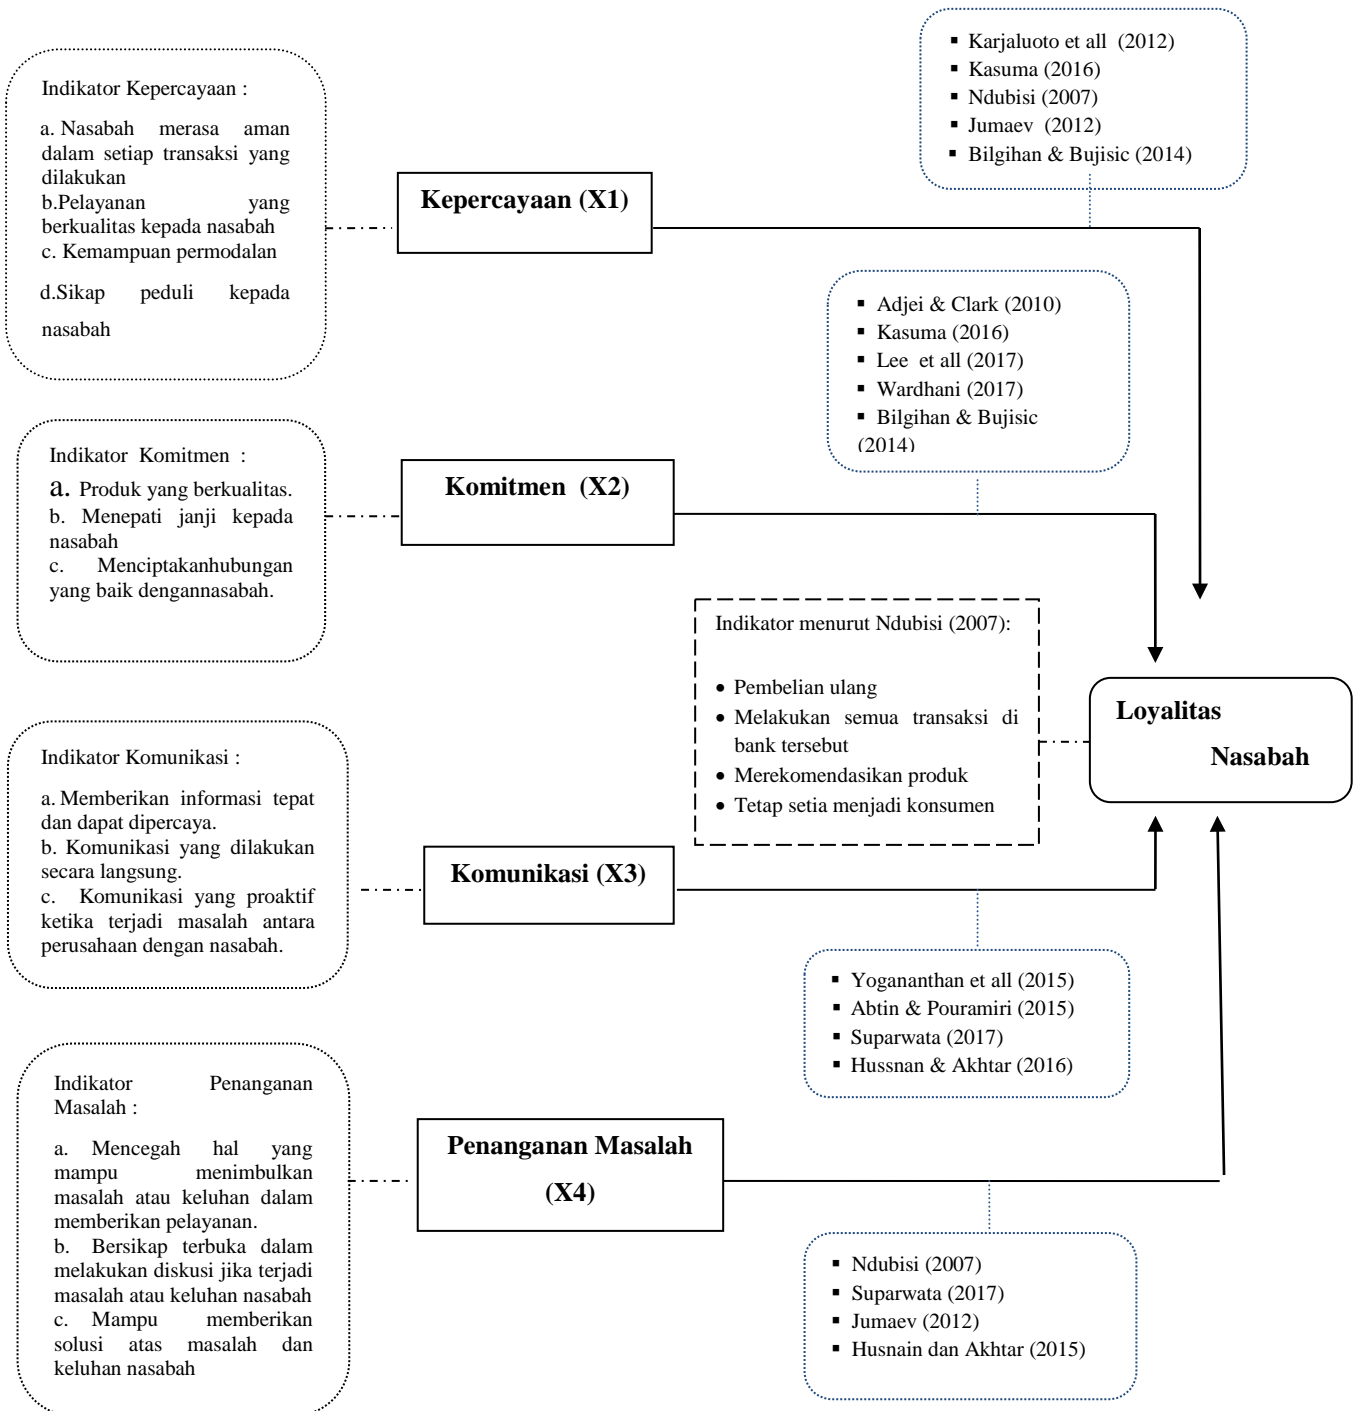 ▪ Karjaluoto et all (2012)
▪ Kasuma (2016)
▪ Ndubisi (2007)
▪ Jumaev (2012)
▪ Bilgihan & Bujisic (2014)
Indikator Kepercayaan :
a. Nasabah merasa aman
dalam setiap transaksi yang
dilakukan
b.Pelayanan yang
berkualitas kepada nasabah
c. Kemampuan permodalan
d.Sikap peduli kepada
nasabah
Kepercayaan (X1)
▪ Adjei & Clark (2010)
▪ Kasuma (2016)
▪ Lee et all (2017)
▪ Wardhani (2017)
▪ Bilgihan & Bujisic
(2014)
Indikator Komitmen :
a. Produk yang berkualitas.
b. Menepati janji kepada
nasabah
c. Menciptakanhubungan
yang baik dengannasabah.
Komitmen (X2)
Indikator menurut Ndubisi (2007):
• Pembelian ulang
• Melakukan semua transaksi di
bank tersebut
• Merekomendasikan produk
• Tetap setia menjadi konsumen
Loyalitas
Nasabah
Indikator Komunikasi :
a. Memberikan informasi tepat
dan dapat dipercaya.
b. Komunikasi yang dilakukan
secara langsung.
c. Komunikasi yang proaktif
ketika terjadi masalah antara
perusahaan dengan nasabah.
Komunikasi (X3)
▪ Yogananthan et all (2015)
▪ Abtin & Pouramiri (2015)
▪ Suparwata (2017)
▪ Hussnan & Akhtar (2016)
Indikator Penanganan
Masalah :
a. Mencegah hal yang
mampu menimbulkan
masalah atau keluhan dalam
memberikan pelayanan.
b. Bersikap terbuka dalam
melakukan diskusi jika terjadi
masalah atau keluhan nasabah
c. Mampu memberikan
solusi atas masalah dan
keluhan nasabah
Penanganan Masalah
(X4)
▪ Ndubisi (2007)
▪ Suparwata (2017)
▪ Jumaev (2012)
▪ Husnain dan Akhtar (2015)